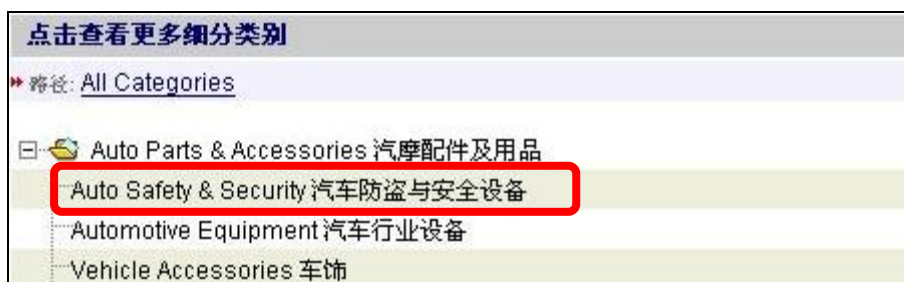 点击查看更多细分类别
路径: All Categories
Auto Parts & Accessories 汽摩配件及用品
Auto Safety & Security 汽车防盗与安全设备
Automotive Equipment 汽车行业设备
Vehicle Accessories 车饰